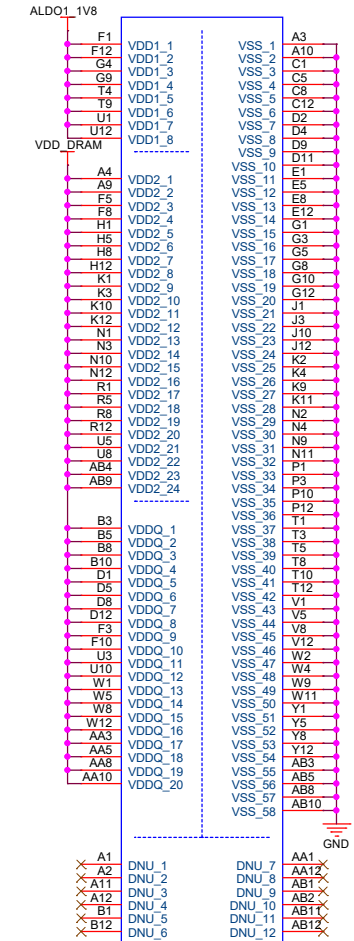 ALDO1_1V8
F1 VDD1_1
F12 VDD1_2
G4 VDD1_3
G9 VDD1_4
T4 VDD1_5
T9 VDD1_6
U1 VDD1_7
U12 VDD1_8
VDD_DRAM
A4 VDD2_1
A9 VDD2_2
F5 VDD2_3
F8 VDD2_4
H1 VDD2_5
H5 VDD2_6
H8 VDD2_7
H12 VDD2_8
K1 VDD2_9
K3 VDD2_10
K10 VDD2_11
K12 VDD2_12
N1 VDD2_13
N3 VDD2_14
N10 VDD2_15
N12 VDD2_16
R1 VDD2_17
R5 VDD2_18
R8 VDD2_19
R12 VDD2_20
U5 VDD2_21
U8 VDD2_22
AB4 VDD2_23
AB9 VDD2_24
B3 VDDQ_1
B5 VDDQ_2
B8 VDDQ_3
B10 VDDQ_4
D1 VDDQ_5
D5 VDDQ_6
D8 VDDQ_7
D12 VDDQ_8
F3 VDDQ_9
F10 VDDQ_10
U3 VDDQ_11
U10 VDDQ_12
W1 VDDQ_13
W5 VDDQ_14
W8 VDDQ_15
W12 VDDQ_16
AA3 VDDQ_17
AA5 VDDQ_18
AA8 VDDQ_19
AA10 VDDQ_20
A1 DNU_1
A2 DNU_2
A11 DNU_3
A12 DNU_4
B1 DNU_5
B12 DNU_6
VSS_1 A3
VSS_2 A10
VSS_3 C1
VSS_4 C5
VSS_5 C8
VSS_6 C12
VSS_7 D2
VSS_8 D4
VSS_9 D9
VSS_10 D11
VSS_11 E1
VSS_12 E5
VSS_13 E8
VSS_14 E12
VSS_15 G1
VSS_16 G3
VSS_17 G5
VSS_18 G8
VSS_19 G10
VSS_20 G12
VSS_21 J1
VSS_22 J3
VSS_23 J10
VSS_24 J12
VSS_25 K2
VSS_26 K4
VSS_27 K9
VSS_28 K11
VSS_29 N2
VSS_30 N4
VSS_31 N9
VSS_32 N11
VSS_33 P1
VSS_34 P3
VSS_35 P10
VSS_36 P12
VSS_37 T1
VSS_38 T3
VSS_39 T5
VSS_40 T8
VSS_41 T10
VSS_42 T12
VSS_43 V1
VSS_44 V5
VSS_45 V8
VSS_46 V12
VSS_47 W2
VSS_48 W4
VSS_49 W9
VSS_50 W11
VSS_51 Y1
VSS_52 Y5
VSS_53 Y8
VSS_54 Y12
VSS_55 AB3
VSS_56 AB5
VSS_57 AB8
VSS_58 AB10
GND
DNU_7 AA1
DNU_8 AA12
DNU_9 AB1
DNU_10 AB2
DNU_11 AB11
DNU_12 AB12